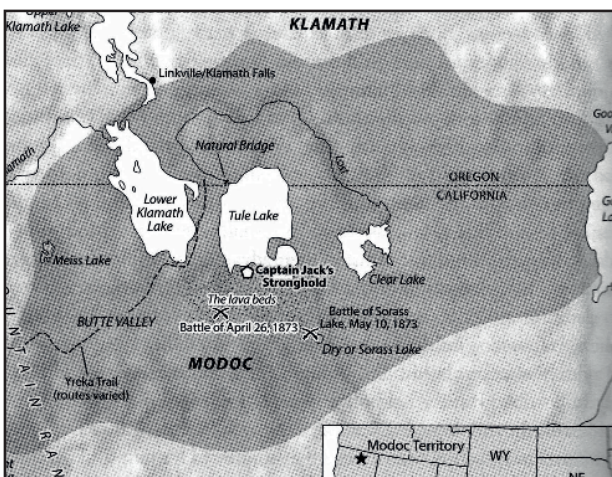 KLAMATH
Upper
Klamath Lake
Linkville/Klamath Falls
Natural Bridge
Lost
OREGON
CALIFORNIA
Lower
Klamath
Lake
Tule Lake
Meiss Lake
Captain Jack's
Stronghold
Clear Lake
The lava beds
Battle of April 26, 1873
Battle of Sorass
Lake, May 10, 1873
BUTTE VALLEY
Dry or Sorass Lake
MODOC
Yreka Trail
(routes varied)
Modoc Territory
WY